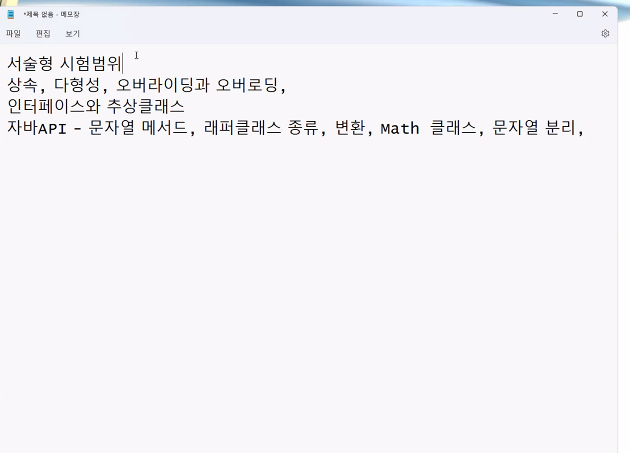 *제목 없음 - 메모장
파일 편집 보기
서술형 시험범위
상속, 다형성, 오버라이딩과 오버로딩,
인터페이스와 추상클래스
자바API - 문자열 메서드, 래퍼클래스 종류, 변환, Math 클래스, 문자열 분리,